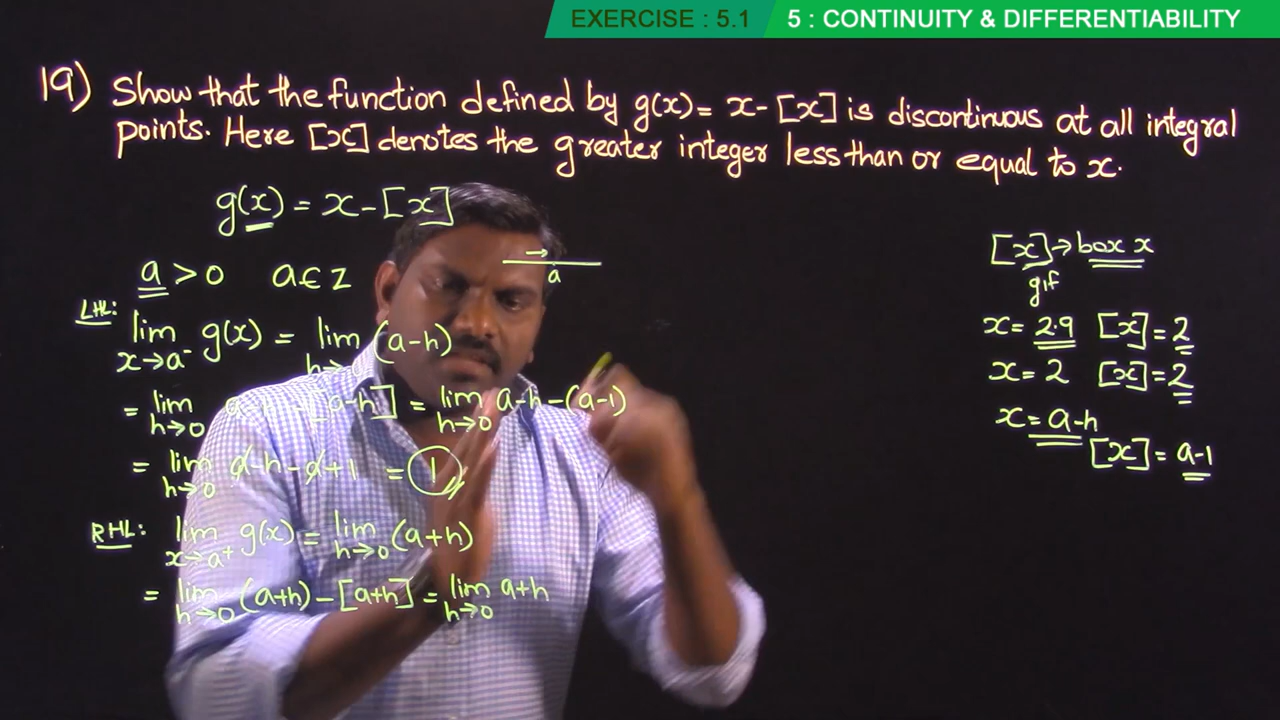 EXERCISE : 5.1 5 : CONTINUITY & DIFFERENTIABILITY
19) Show that the function defined by g(x) = x - [x] is discontinuous at all integral
points. Here [x] denotes the greater integer less than or equal to x.
g(x) = x - [x]
a > 0 a ∈ z
→
a
LHL:
lim x→a⁻ g(x) = lim h→0 (a-h)
= lim h→0 [a-h] = lim h→0 a-h-(a-1)
= lim h→0 a-h-a+1 = 1
RHL: lim x→a⁺ g(x) = lim h→0 (a+h)
= lim h→0 (a+h) - [a+h] = lim h→0 a+h
[x] → box x
gif
x = 2.9 [x] = 2
x = 2 [x] = 2
x = a-h
[x] = a-1